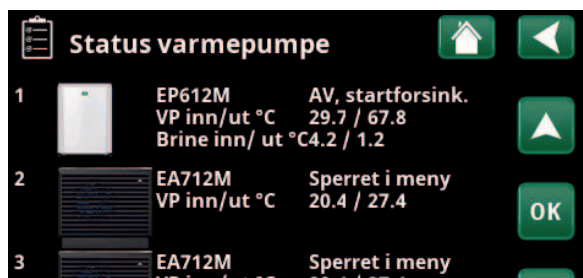 Status varmepumpe
1 EP612M AV, startforsink.
VP inn/ut °C 29.7 / 67.8
Brine inn/ ut °C4.2 / 1.2
2 EA712M Sperret i meny
VP inn/ut °C 20.4 / 27.4
OK
3 EA712M Sperret i meny